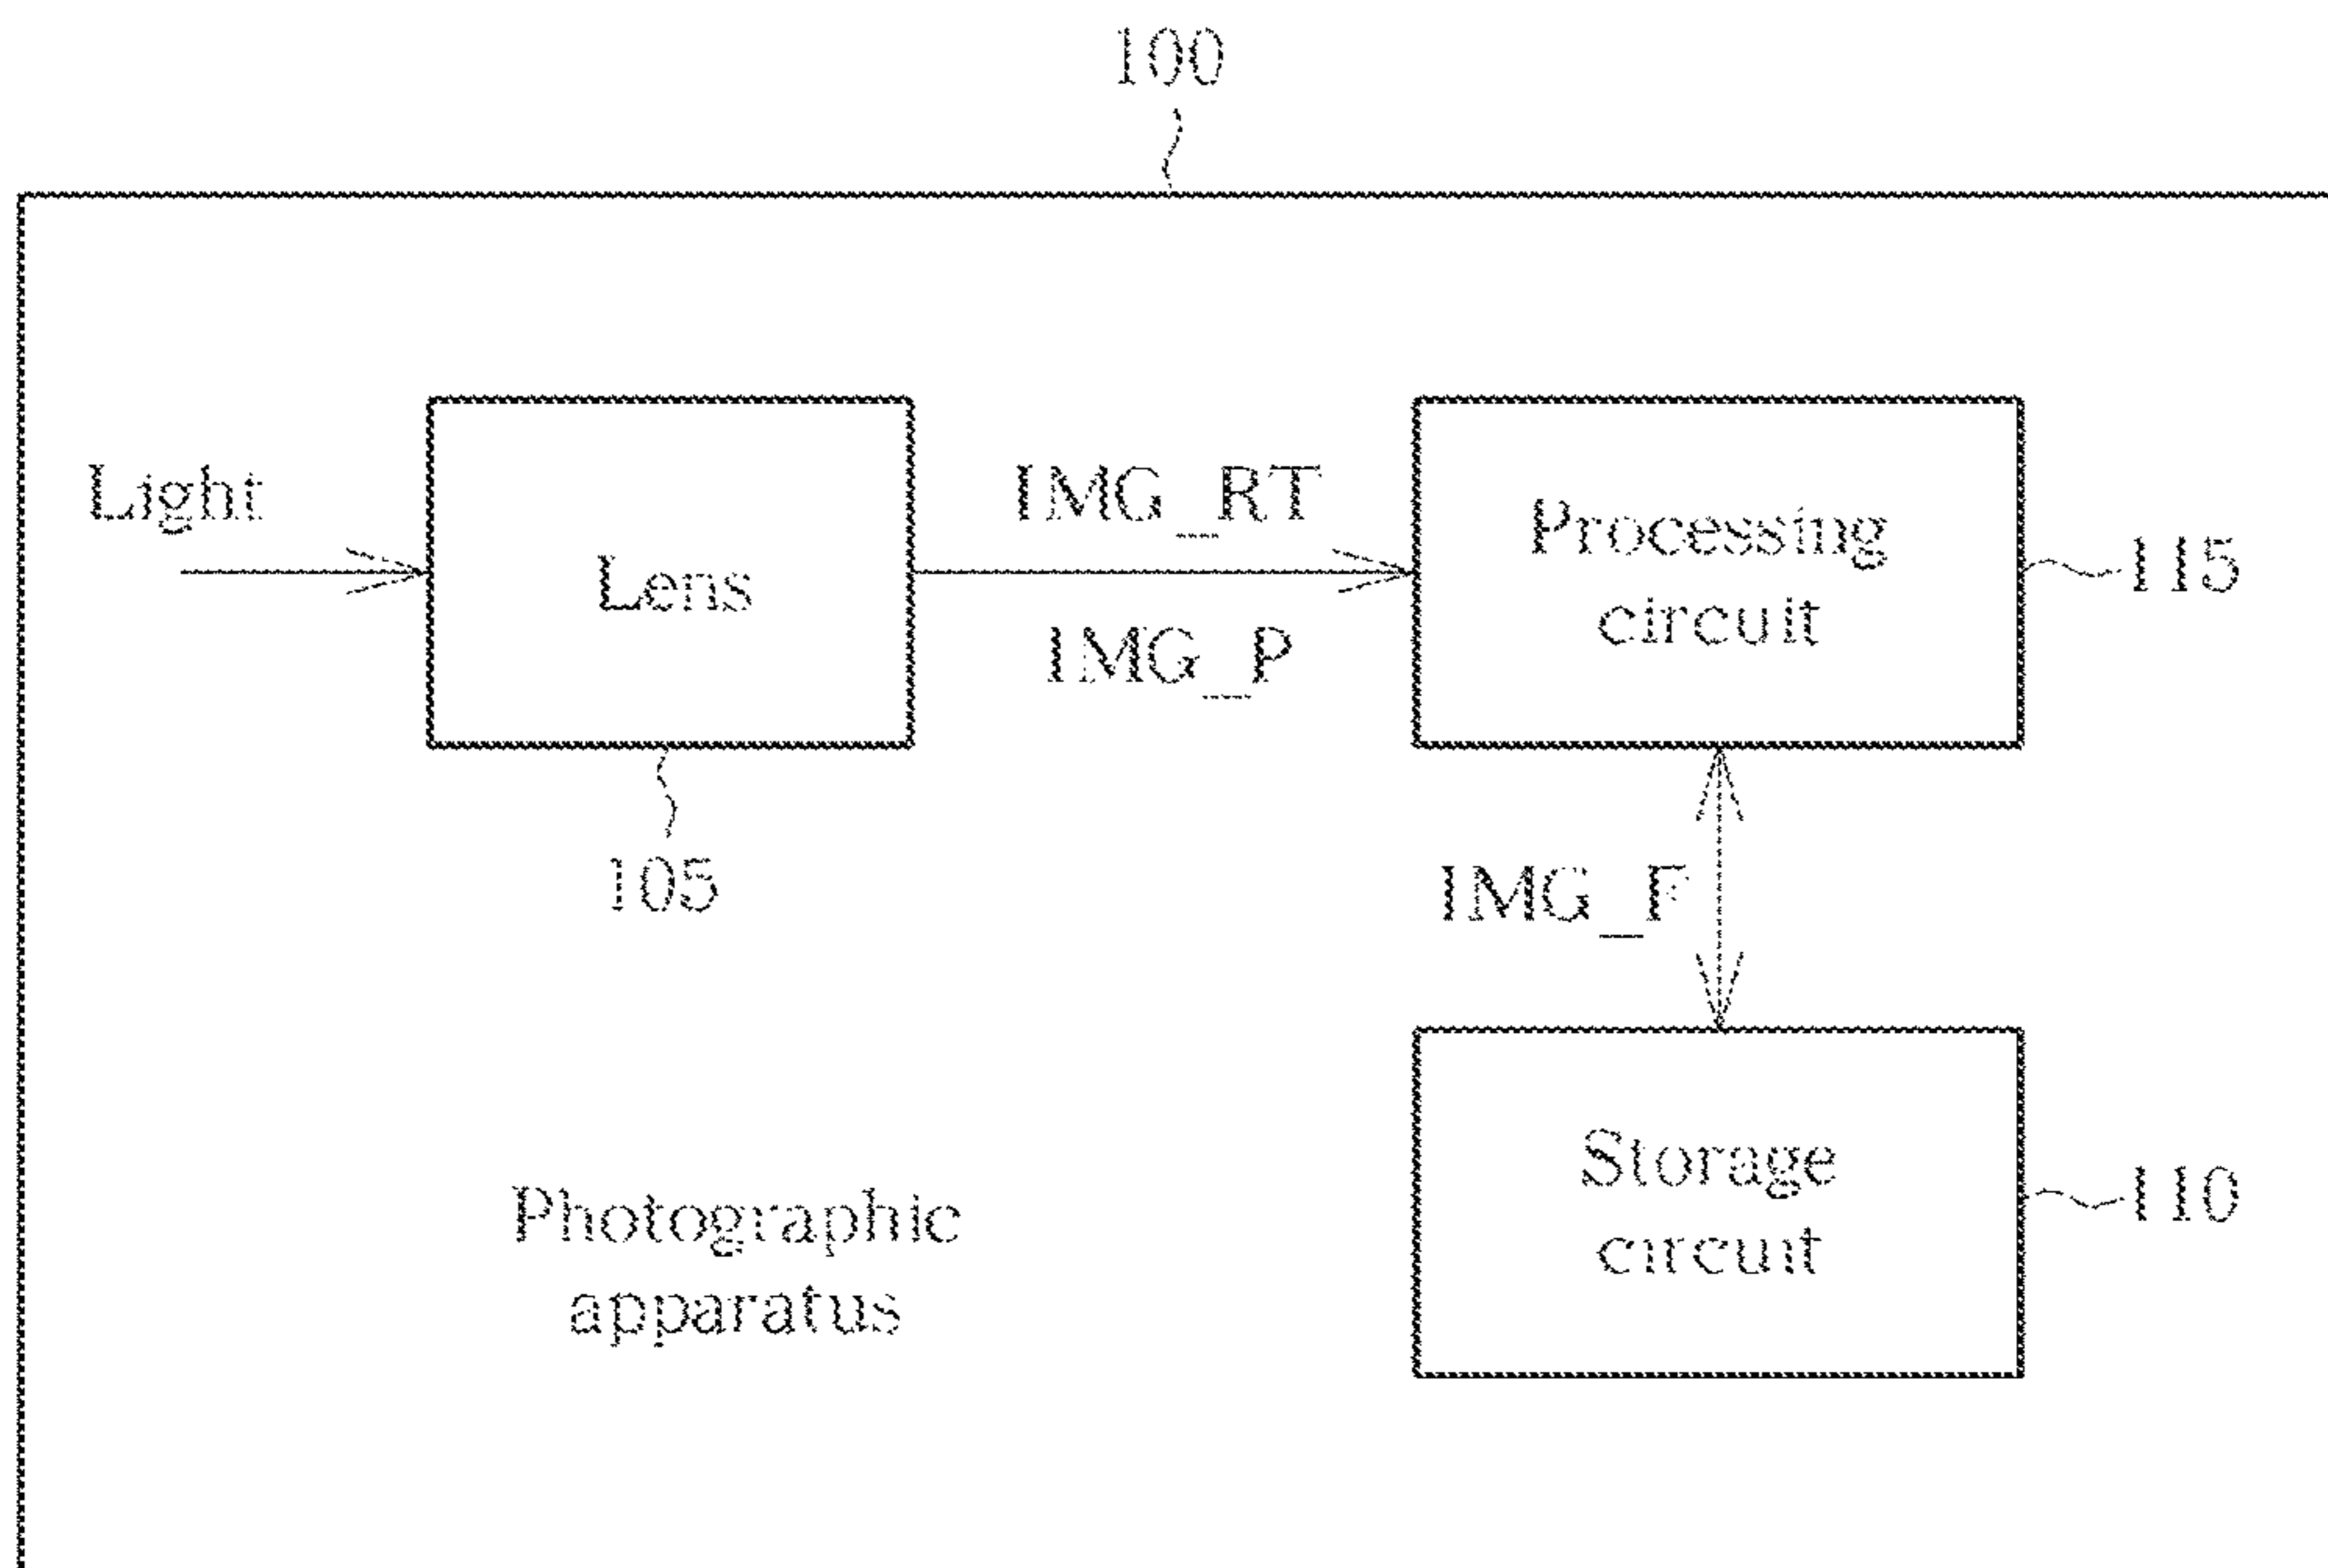 100
Light
Lens
IMG_RT
IMG_P
Processing
circuit
115
105
IMG_F
Storage
circuit
110
Photographic
apparatus